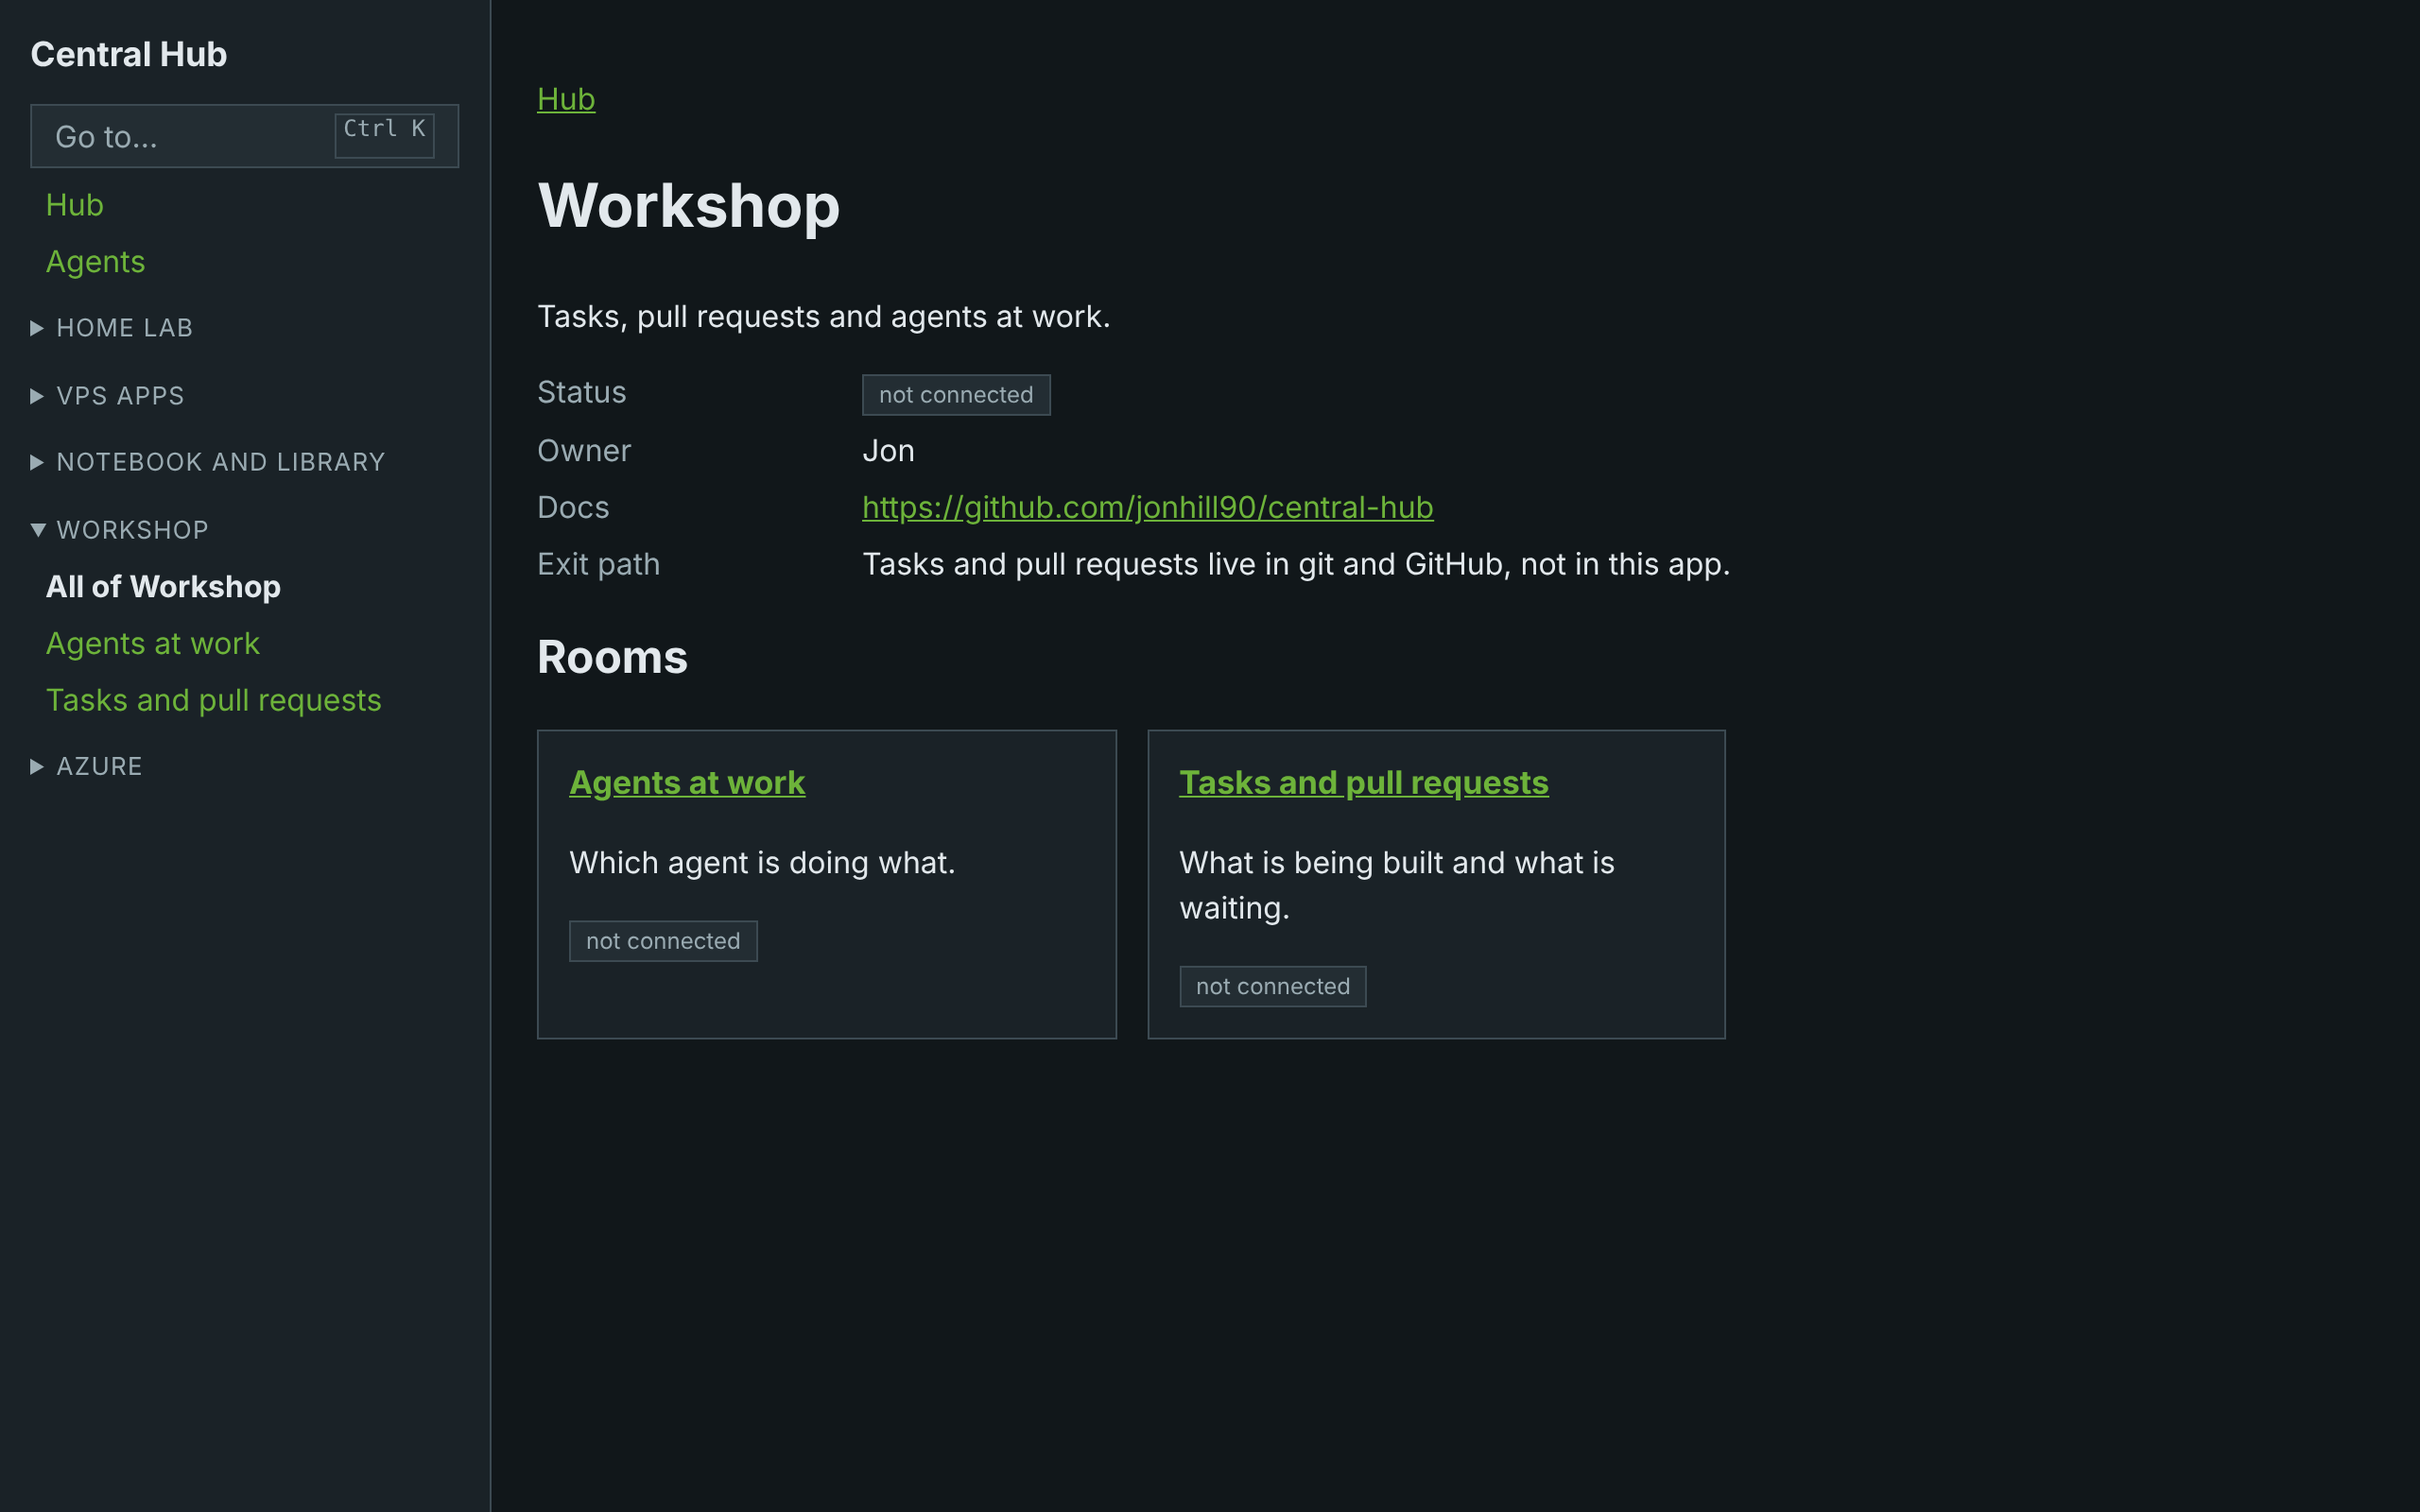 Central Hub
Go to...
Ctrl K
Hub
Agents
HOME LAB
VPS APPS
NOTEBOOK AND LIBRARY
WORKSHOP
All of Workshop
Agents at work
Tasks and pull requests
AZURE
Hub
Workshop
Tasks, pull requests and agents at work.
Status not connected
Owner Jon
Docs https://github.com/jonhill90/central-hub
Exit path Tasks and pull requests live in git and GitHub, not in this app.
Rooms
Agents at work
Which agent is doing what.
not connected
Tasks and pull requests
What is being built and what is
waiting.
not connected